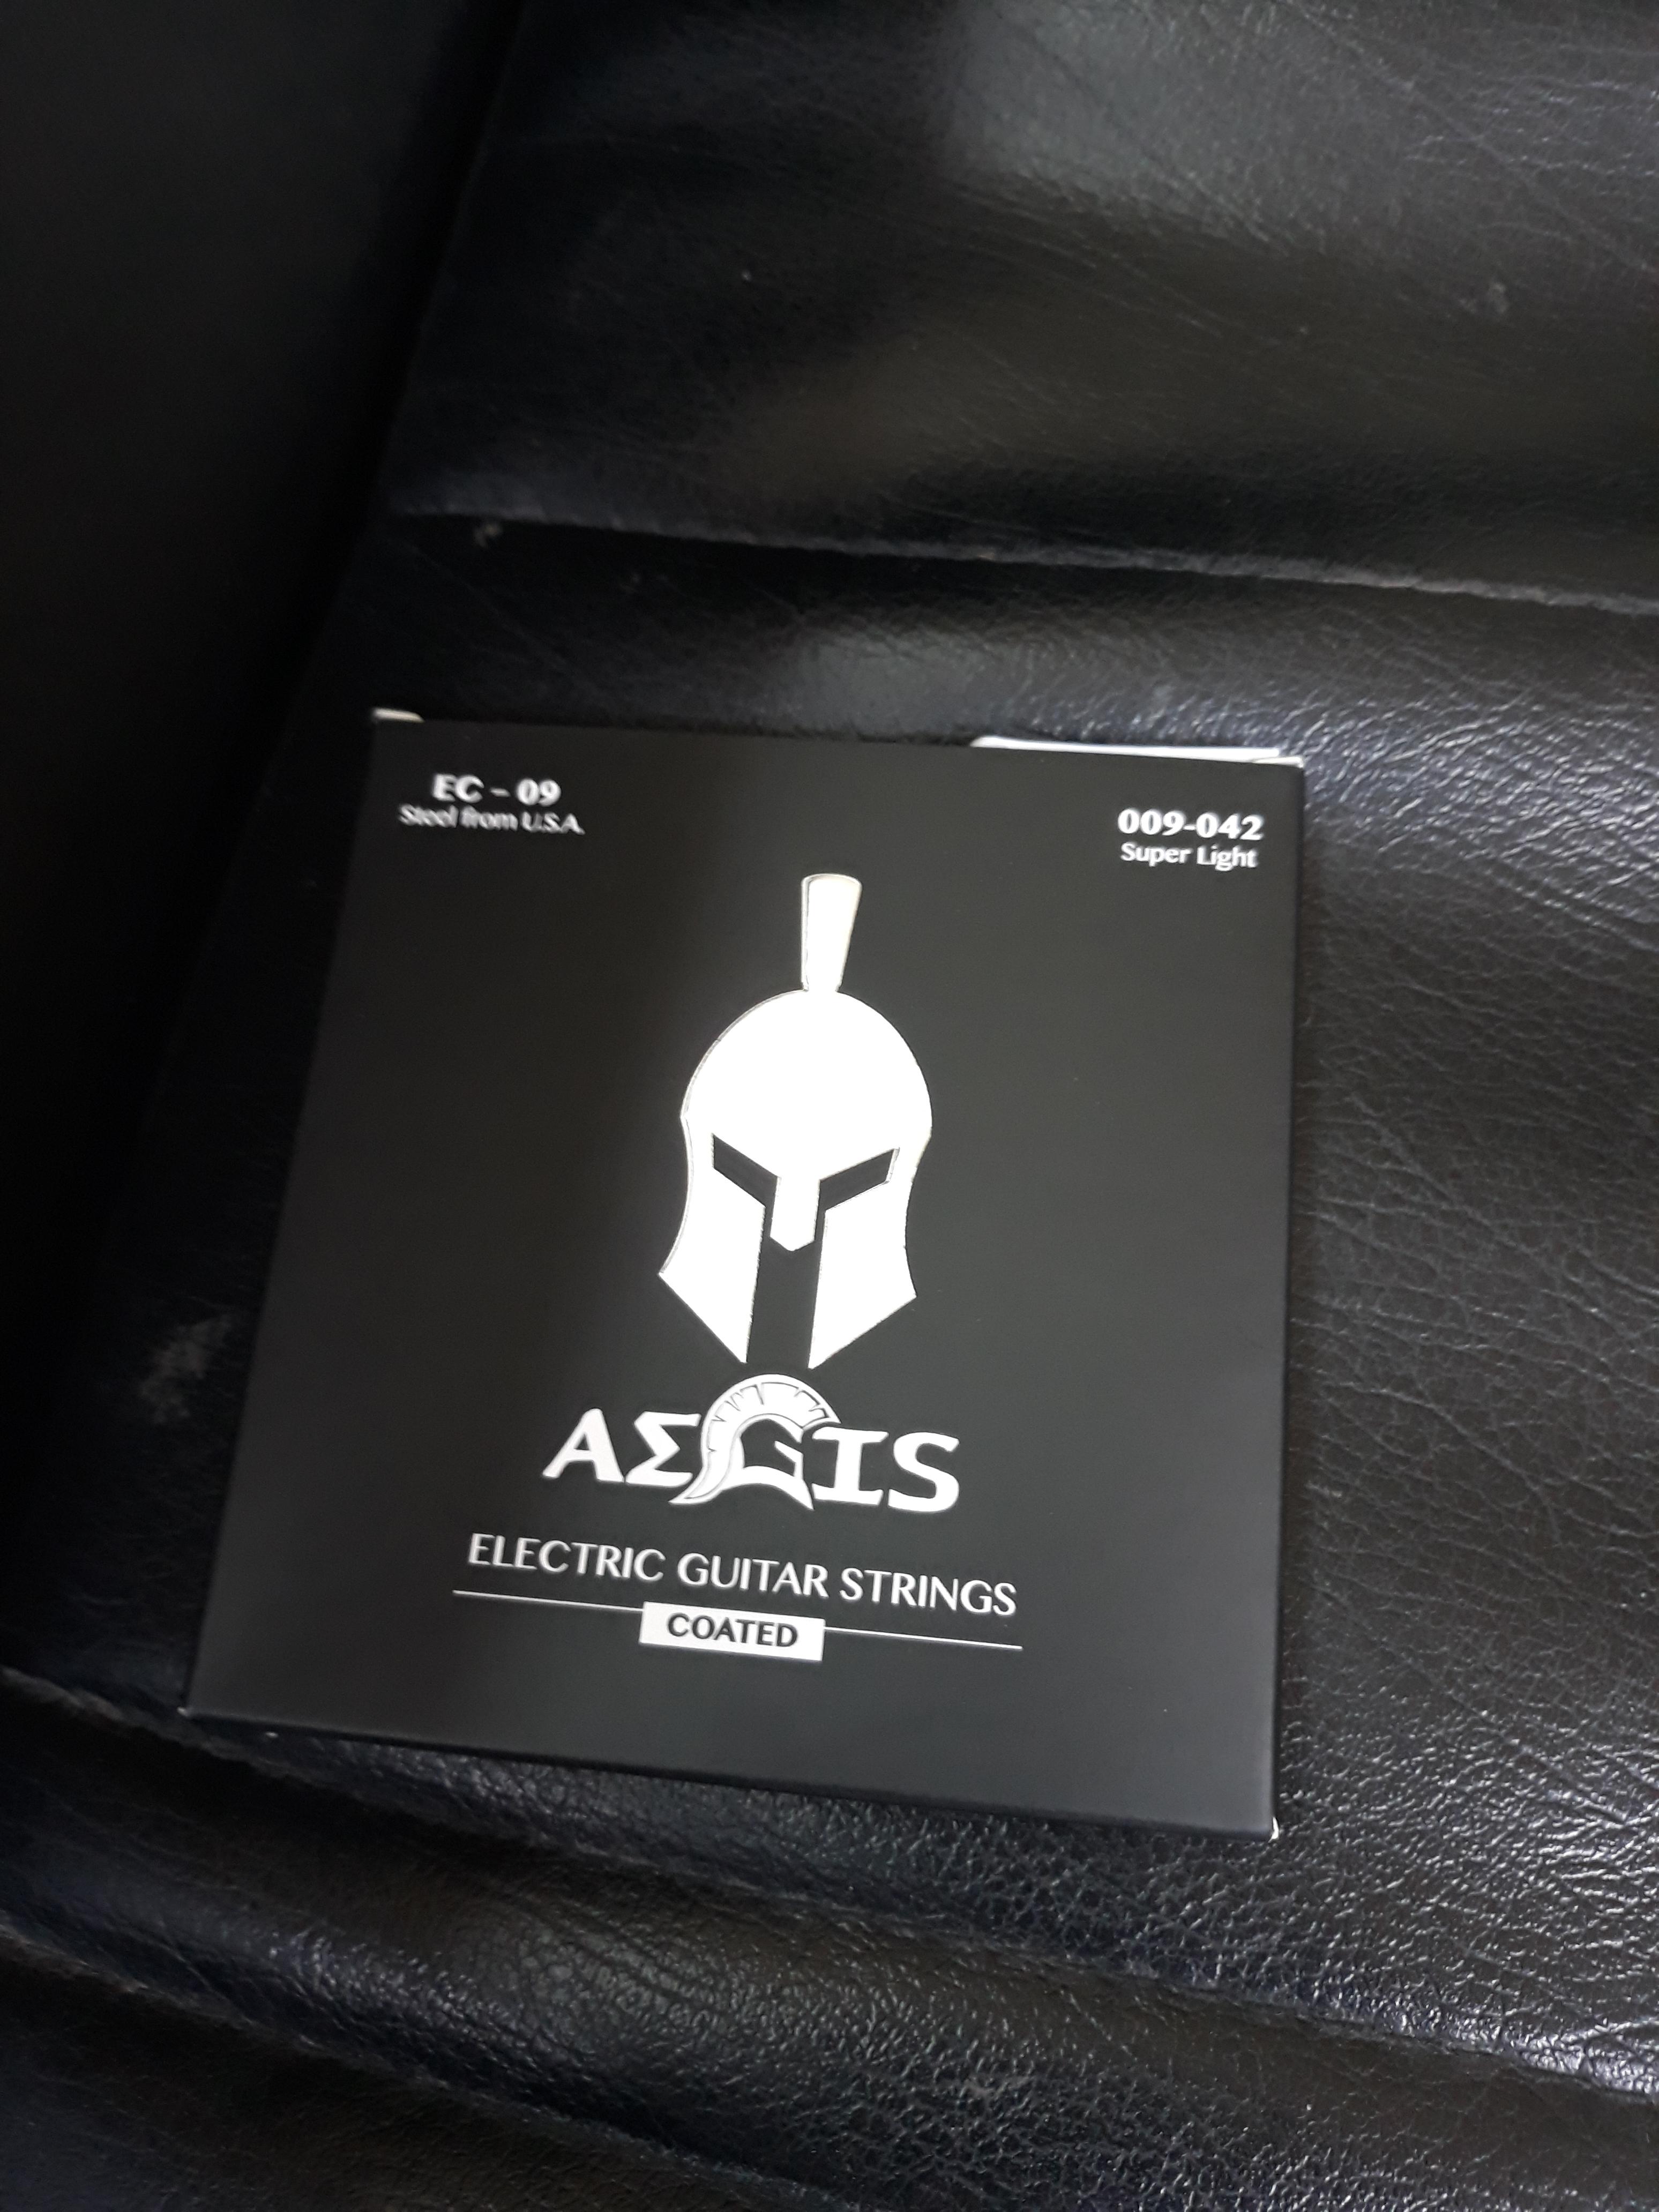 EC - 09
Steel from U.S.A.
009-042
Super Light
AΣGIS
ELECTRIC GUITAR STRINGS
COATED